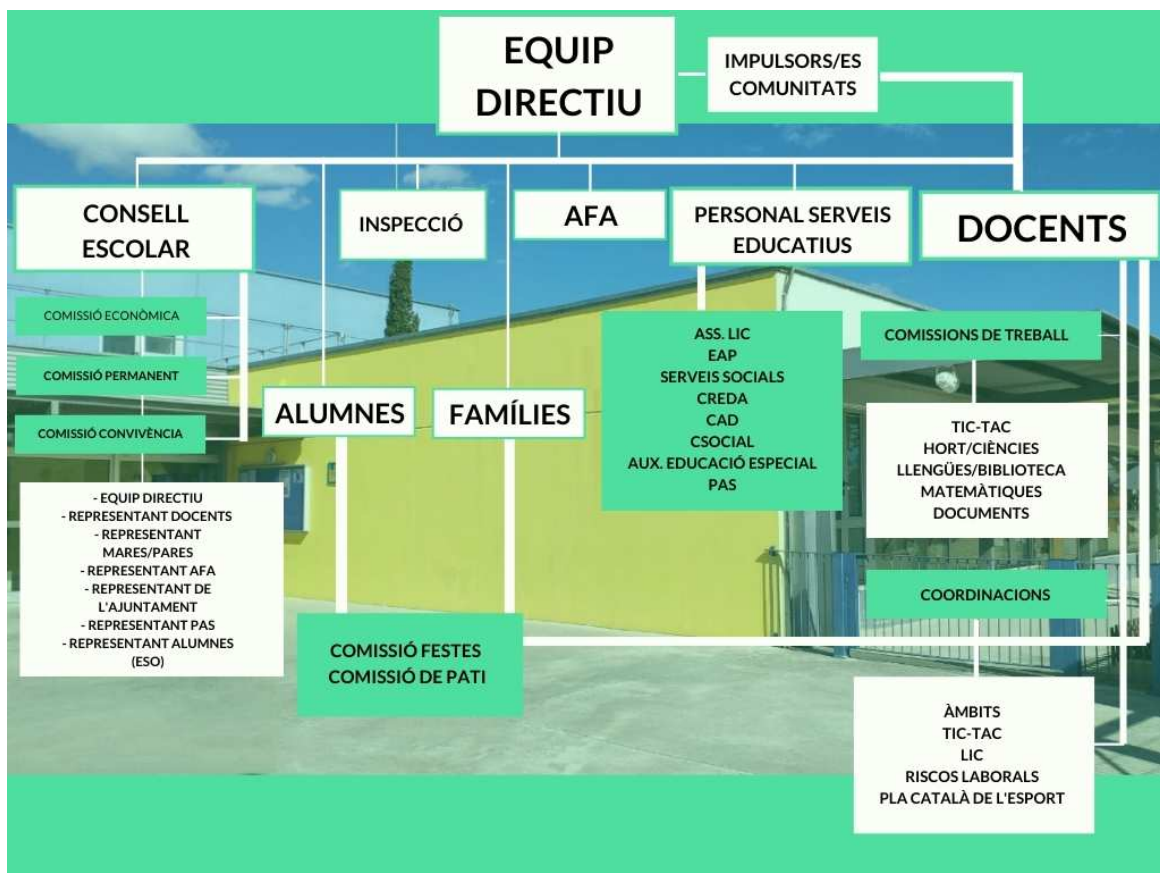 EQUIP
DIRECTIU
IMPULSORS/ES
COMUNITATS
CONSELL
ESCOLAR
INSPECCIÓ
AFA
PERSONAL SERVEIS
EDUCATIUS
DOCENTS
COMISSIÓ ECONÒMICA
COMISSIÓ PERMANENT
COMISSIÓ CONVIVÈNCIA
- EQUIP DIRECTIU
- REPRESENTANT DOCENTS
- REPRESENTANT
MARES/PARES
- REPRESENTANT AFA
- REPRESENTANT DE
L'AJUNTAMENT
- REPRESENTANT PAS
- REPRESENTANT ALUMNES
(ESO)
ALUMNES
FAMÍLIES
COMISSIÓ FESTES
COMISSIÓ DE PATI
ASS. LIC
EAP
SERVEIS SOCIALS
CREDA
CAD
CSOCIAL
AUX. EDUCACIÓ ESPECIAL
PAS
COMISSIONS DE TREBALL
TIC-TAC
HORT/CIÈNCIES
LLENGÜES/BIBLIOTECA
MATEMÀTIQUES
DOCUMENTS
COORDINACIONS
ÀMBITS
TIC-TAC
LIC
RISCOS LABORALS
PLA CATALÀ DE L'ESPORT